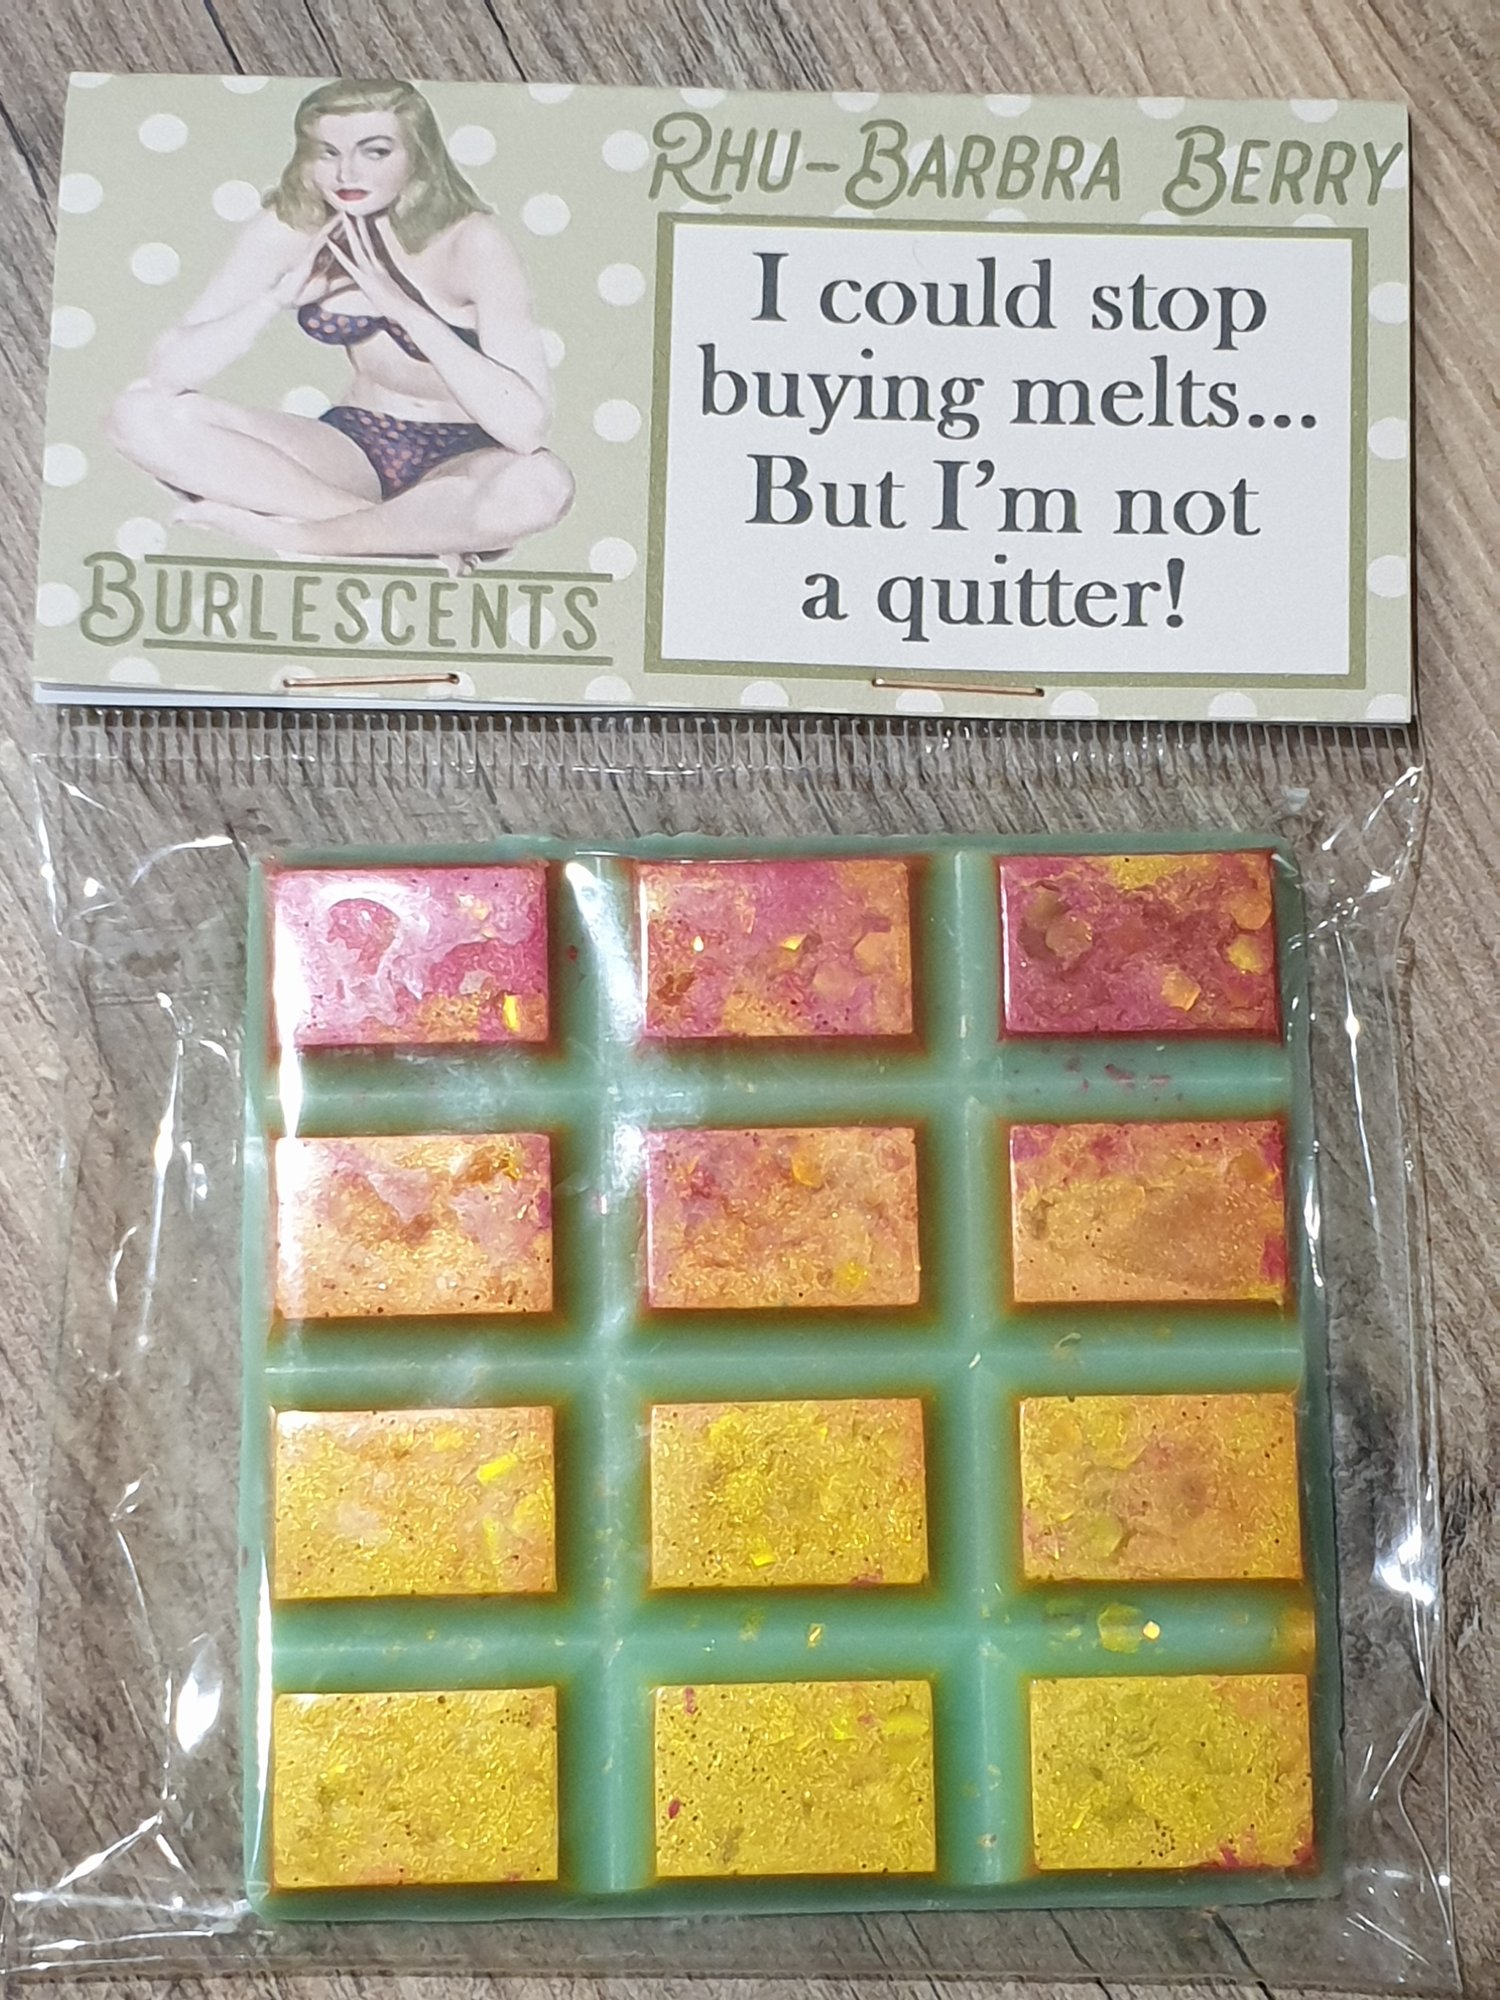 RHU-BARBRA BERRY
I could stop
buying melts...
But I'm not
a quitter!
BURLESCENTS